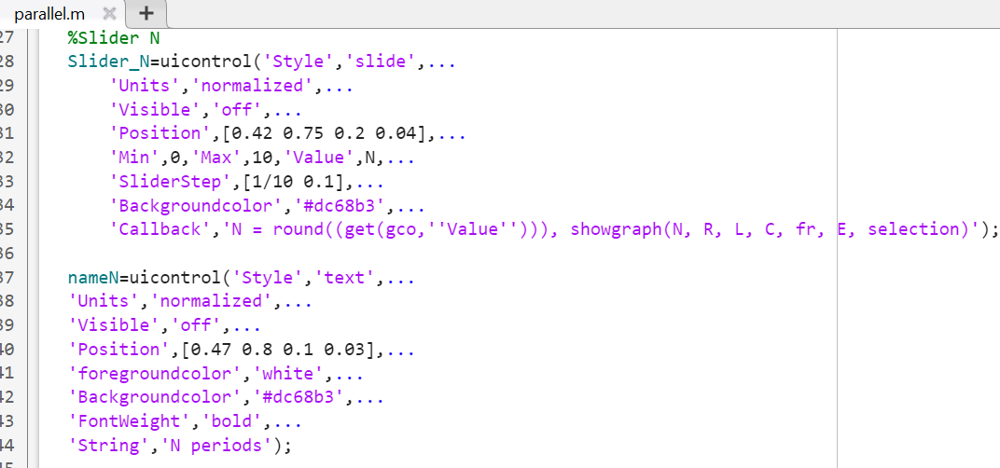 parallel.m
27 %Slider N
28 Slider_N=uicontrol('Style','slide',...
29 'Units','normalized',...
30 'Visible','off',...
31 'Position',[0.42 0.75 0.2 0.04],...
32 'Min',0,'Max',10,'Value',N,...
33 'SliderStep',[1/10 0.1],...
34 'Backgroundcolor','#dc68b3',...
35 'Callback','N = round((get(gco,''Value''))), showgraph(N, R, L, C, fr, E, selection)');
36
37 nameN=uicontrol('Style','text',...
38 'Units','normalized',...
39 'Visible','off',...
40 'Position',[0.47 0.8 0.1 0.03],...
41 'foregroundcolor','white',...
42 'Backgroundcolor','#dc68b3',...
43 'FontWeight','bold',...
44 'String','N periods');